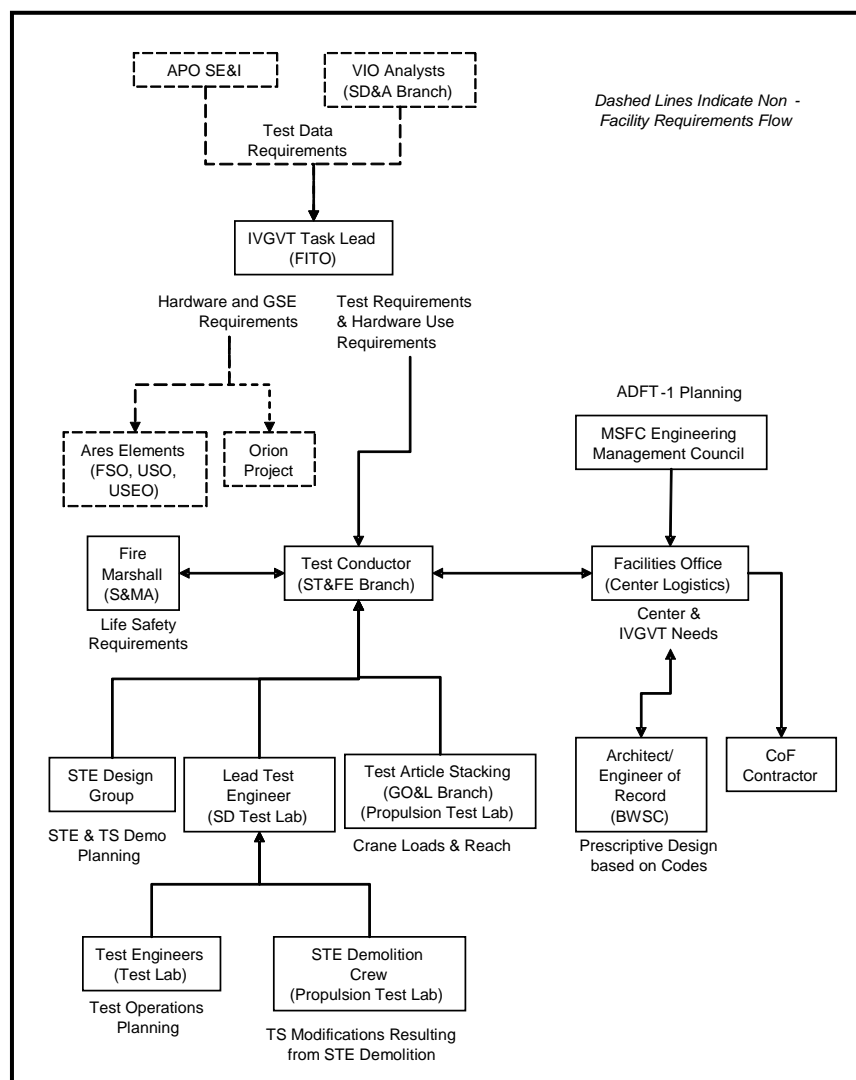 APO SE&I
VIO Analysts
(SD&A Branch)
Dashed Lines Indicate Non -
Facility Requirements Flow
Test Data
Requirements
IVGVT Task Lead
(FITO)
Hardware and GSE
Requirements
Test Requirements
& Hardware Use
Requirements
Ares Elements
(FSO, USO,
USEO)
Orion
Project
ADFT -1 Planning
MSFC Engineering
Management Council
Fire
Marshall
(S&MA)
Life Safety
Requirements
Test Conductor
(ST&FE Branch)
Facilities Office
(Center Logistics)
Center &
IVGVT Needs
STE Design
Group
STE & TS Demo
Planning
Lead Test
Engineer
(SD Test Lab)
Test Article Stacking
(GO&L Branch)
(Propulsion Test Lab)
Crane Loads & Reach
Architect/
Engineer of
Record
(BWSC)
Prescriptive Design
based on Codes
CoF
Contractor
Test Engineers
(Test Lab)
Test Operations
Planning
STE Demolition
Crew
(Propulsion Test Lab)
TS Modifications Resulting
from STE Demolition